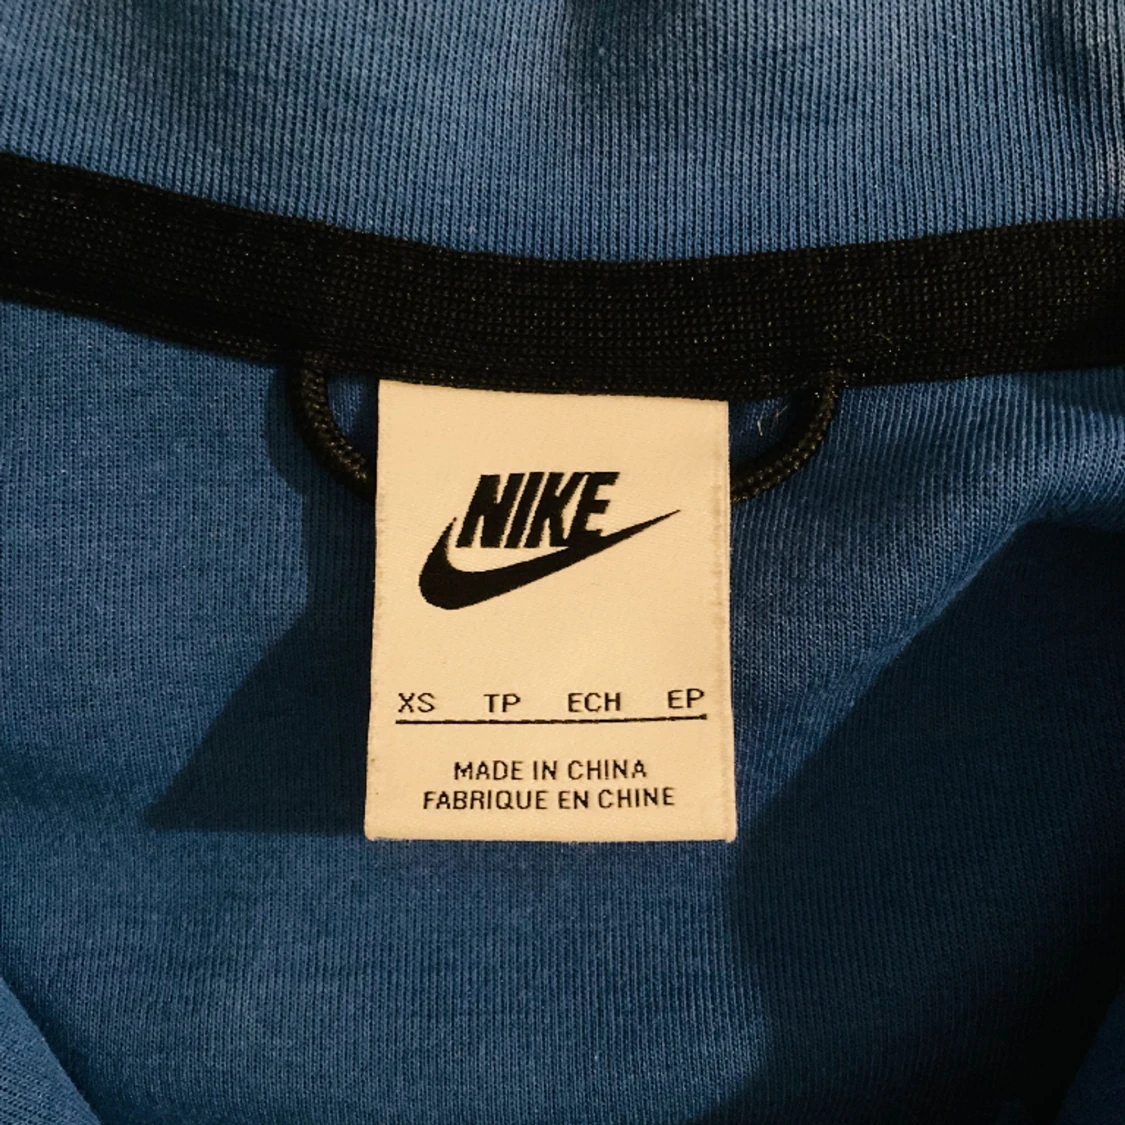 NIKE
XS TP ECH EP
MADE IN CHINA
FABRIQUE EN CHINE